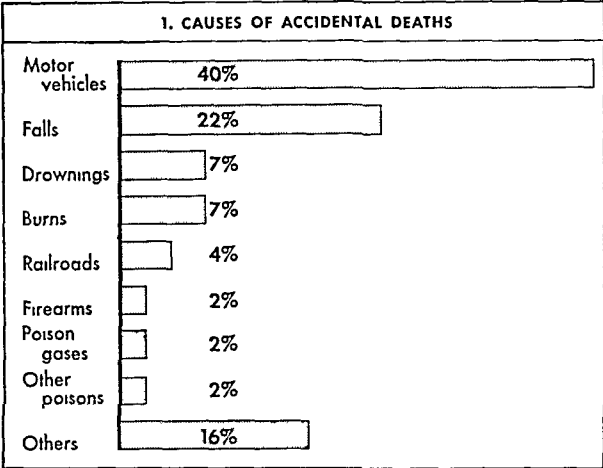 1. CAUSES OF ACCIDENTAL DEATHS
Motor
vehicles
40%
Falls
22%
Drownings
7%
Burns
7%
Railroads
4%
Firearms
2%
Poison
gases
2%
Other
poisons
2%
Others
16%